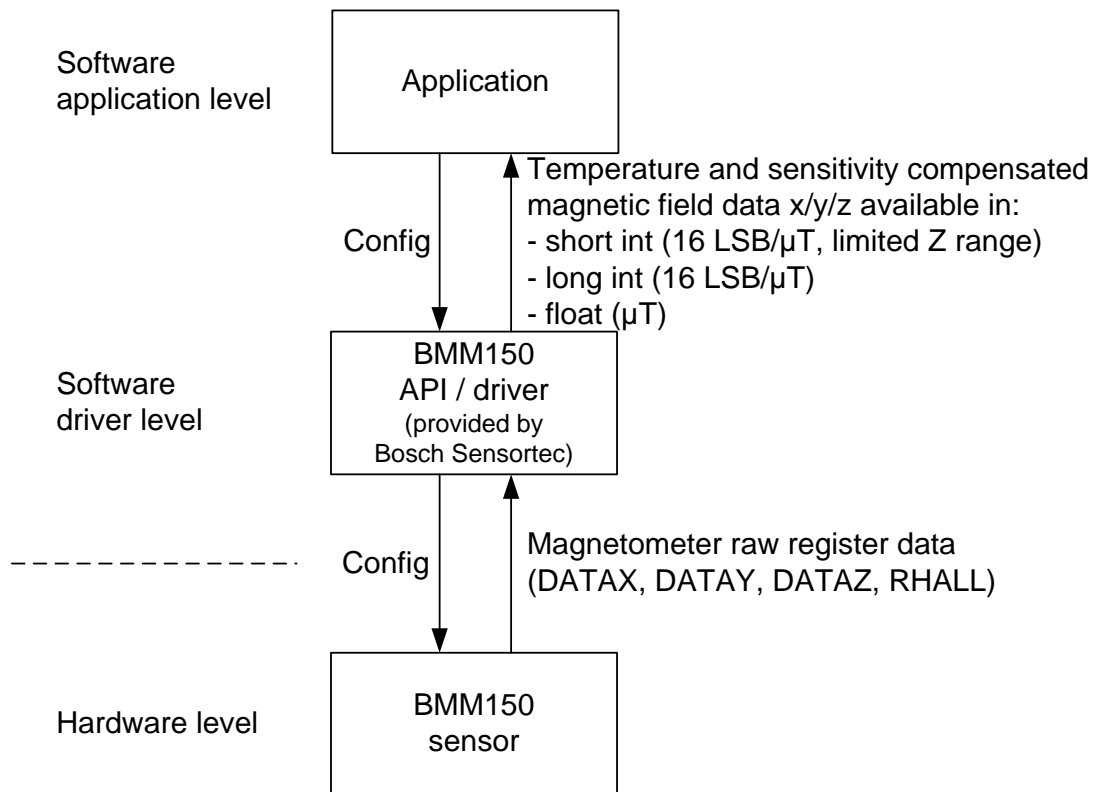 Software
application level
Application
Temperature and sensitivity compensated
magnetic field data x/y/z available in:
- short int (16 LSB/µT, limited Z range)
- long int (16 LSB/µT)
- float (µT)
Config
Software
driver level
BMM150
API / driver
(provided by
Bosch Sensortec)
Config
Magnetometer raw register data
(DATAX, DATAY, DATAZ, RHALL)
Hardware level
BMM150
sensor